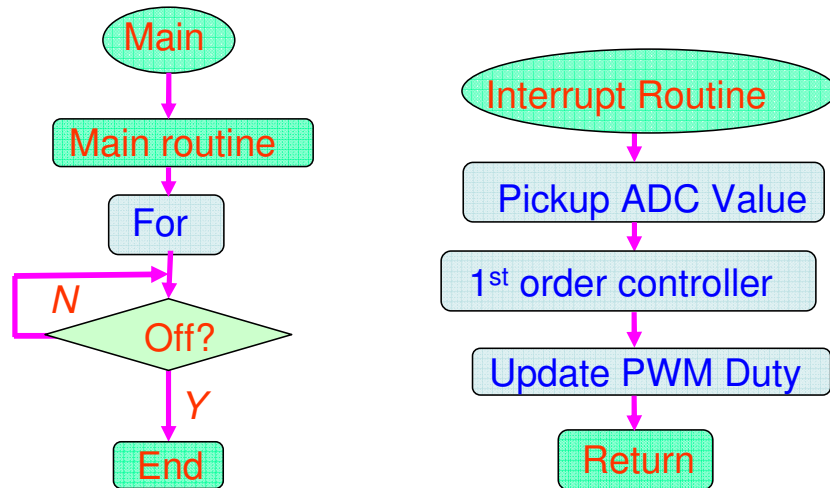 Main
Main routine
For
N
Off?
Y
End
Interrupt Routine
Pickup ADC Value
1st order controller
Update PWM Duty
Return